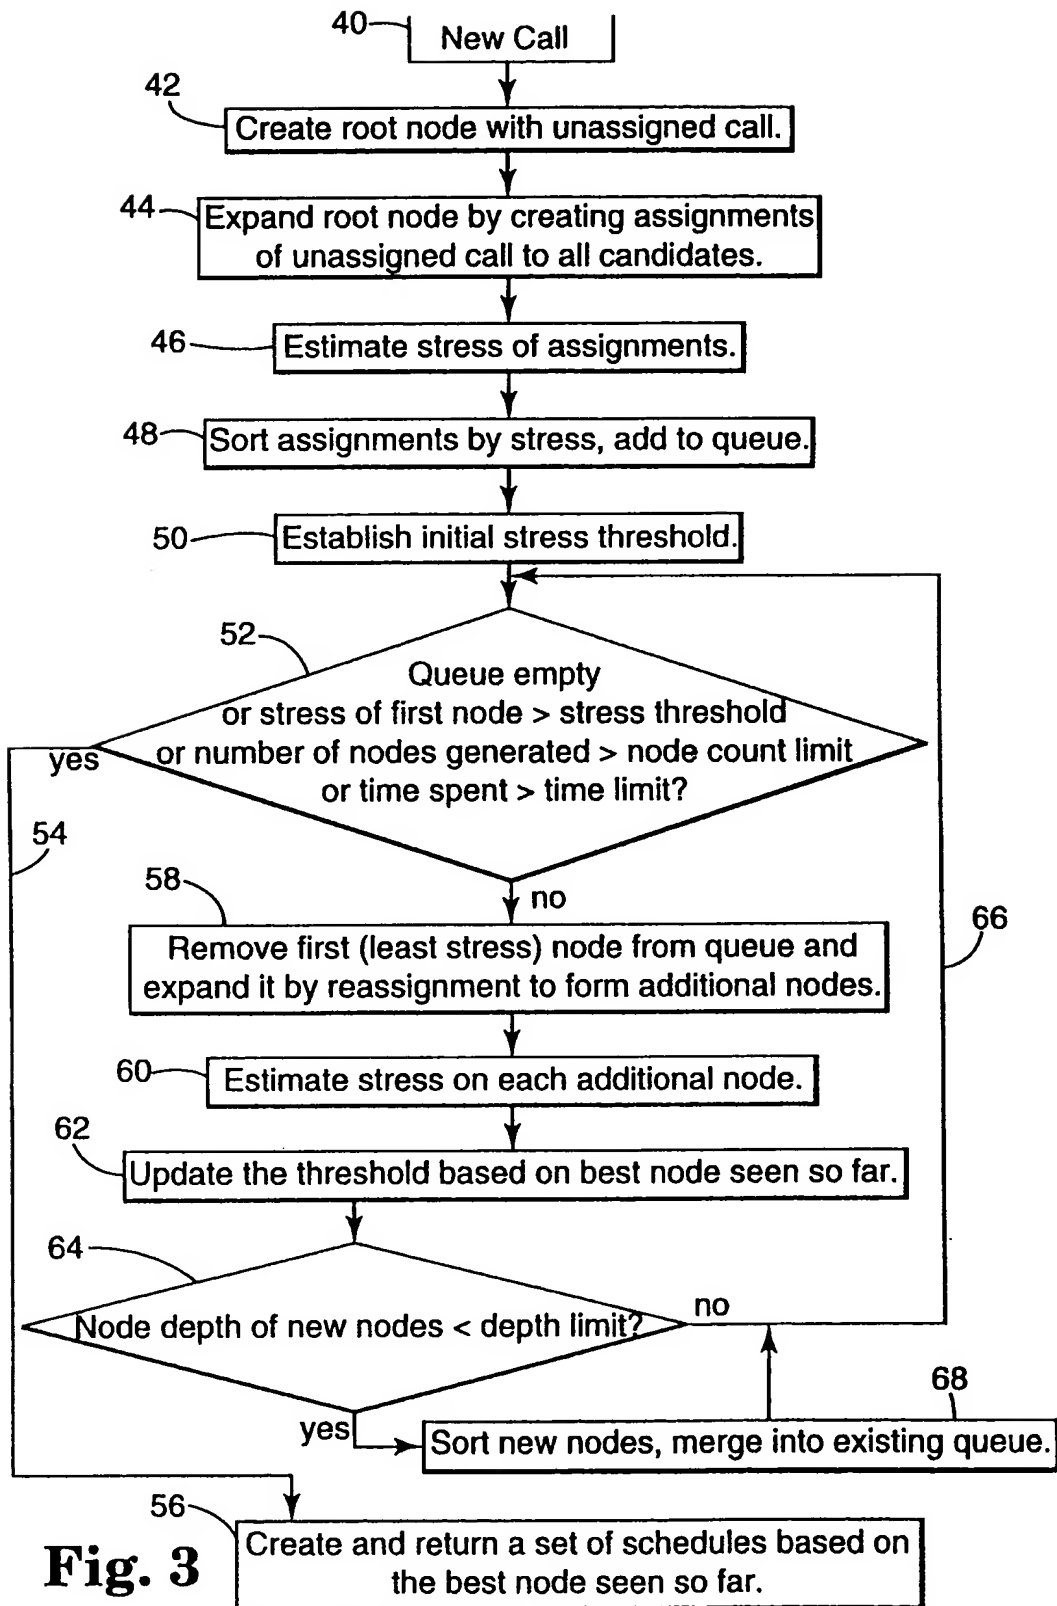 40
New Call
42
Create root node with unassigned call.
44
Expand root node by creating assignments
of unassigned call to all candidates.
46
Estimate stress of assignments.
48
Sort assignments by stress, add to queue.
50
Establish initial stress threshold.
52
Queue empty
or stress of first node > stress threshold
or number of nodes generated > node count limit
or time spent > time limit?
yes
54
no
58
66
Remove first (least stress) node from queue and
expand it by reassignment to form additional nodes.
60
Estimate stress on each additional node.
62
Update the threshold based on best node seen so far.
64
Node depth of new nodes < depth limit?
no
yes
68
Sort new nodes, merge into existing queue.
56
Create and return a set of schedules based on
the best node seen so far.
Fig. 3